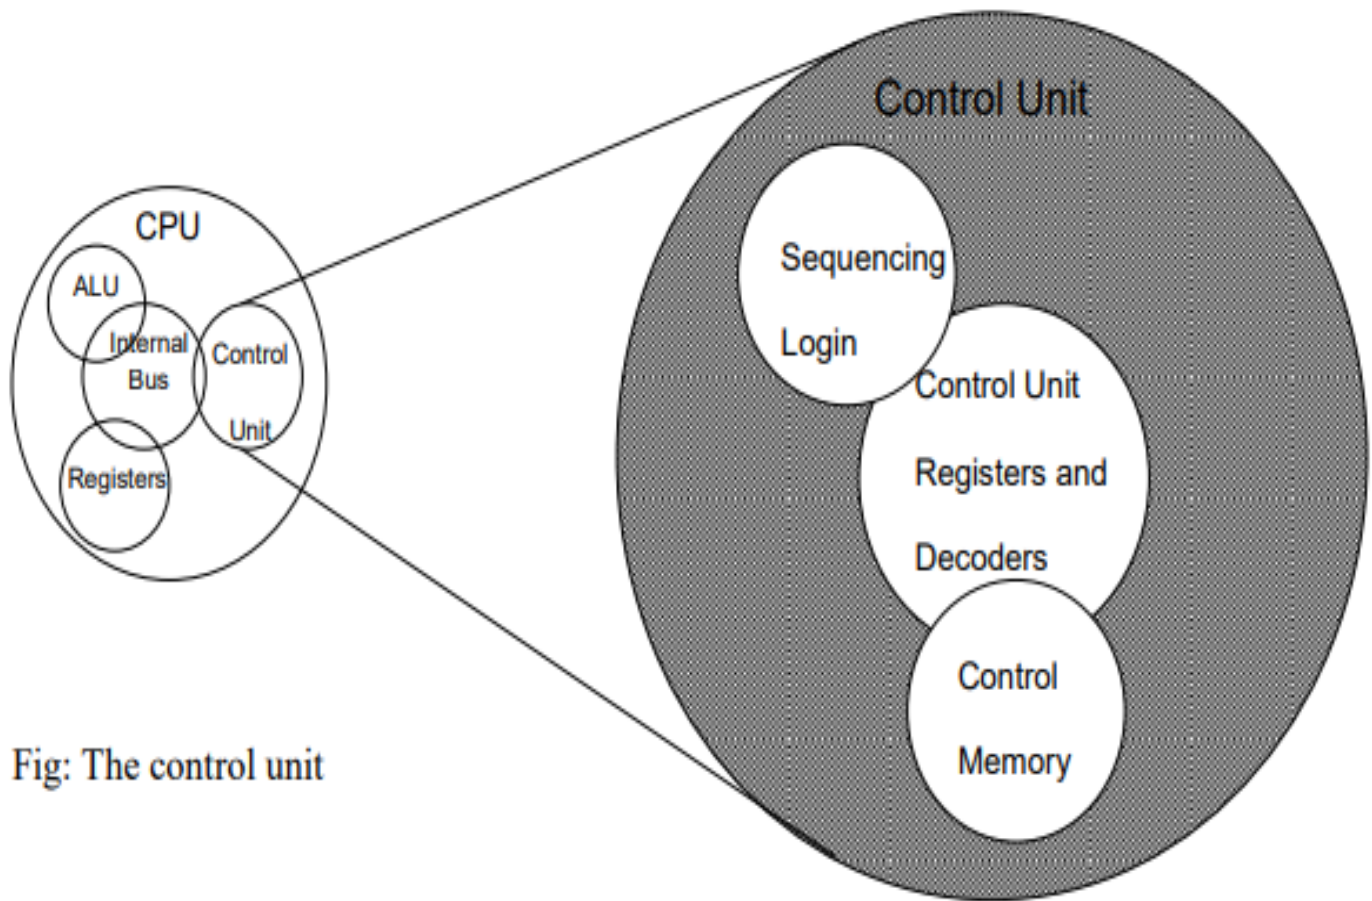 CPU
ALU
Internal
Bus
Control
Unit
Registers
Control Unit
Sequencing
Login
Control Unit
Registers and
Decoders
Control
Memory
Fig: The control unit